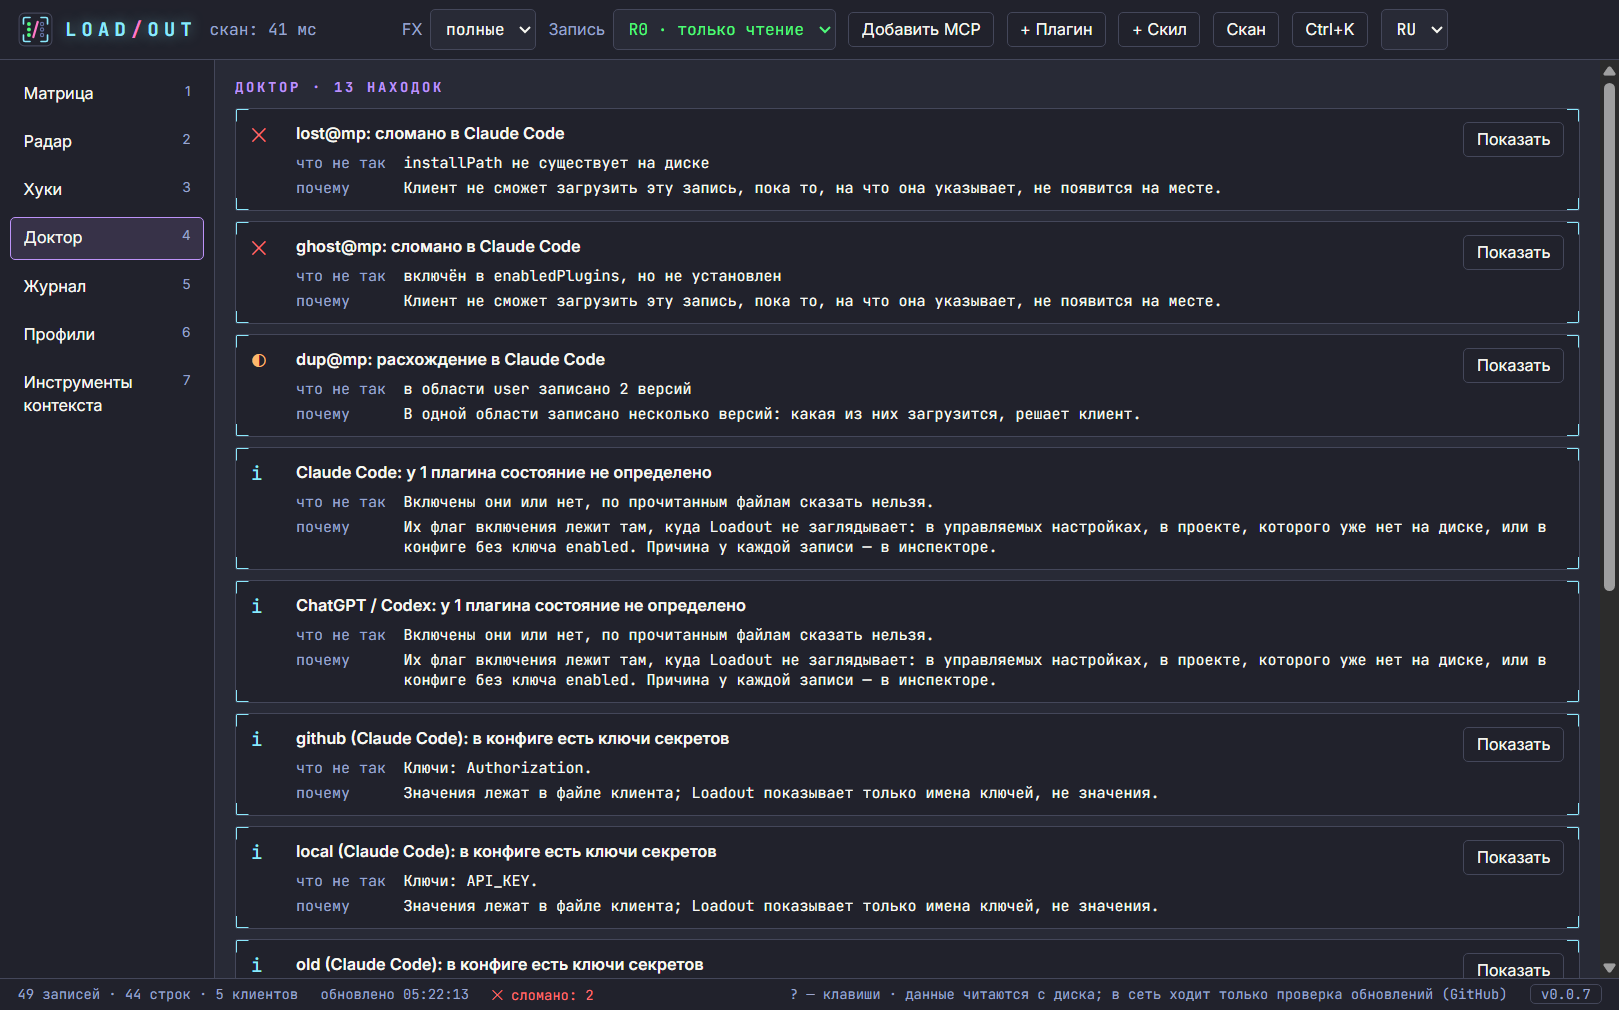 LOAD/OUT
скан: 41 мс
FX
полные
Запись
R0 · только чтение
Добавить MCP
+ Плагин
+ Скил
Скан
Ctrl+K
RU
Матрица 1
Радар 2
Хуки 3
Доктор 4
Журнал 5
Профили 6
Инструменты 7
контекста
ДОКТОР · 13 НАХОДОК
lost@mp: сломано в Claude Code
Показать
что не так installPath не существует на диске
почему Клиент не сможет загрузить эту запись, пока то, на что она указывает, не появится на месте.
ghost@mp: сломано в Claude Code
Показать
что не так включён в enabledPlugins, но не установлен
почему Клиент не сможет загрузить эту запись, пока то, на что она указывает, не появится на месте.
dup@mp: расхождение в Claude Code
Показать
что не так в области user записано 2 версий
почему В одной области записано несколько версий: какая из них загрузится, решает клиент.
i Claude Code: у 1 плагина состояние не определено
что не так Включены они или нет, по прочитанным файлам сказать нельзя.
почему Их флаг включения лежит там, куда Loadout не заглядывает: в управляемых настройках, в проекте, которого уже нет на диске, или в
конфиге без ключа enabled. Причина у каждой записи — в инспекторе.
i ChatGPT / Codex: у 1 плагина состояние не определено
что не так Включены они или нет, по прочитанным файлам сказать нельзя.
почему Их флаг включения лежит там, куда Loadout не заглядывает: в управляемых настройках, в проекте, которого уже нет на диске, или в
конфиге без ключа enabled. Причина у каждой записи — в инспекторе.
i github (Claude Code): в конфиге есть ключи секретов
Показать
что не так Ключи: Authorization.
почему Значения лежат в файле клиента; Loadout показывает только имена ключей, не значения.
i local (Claude Code): в конфиге есть ключи секретов
Показать
что не так Ключи: API_KEY.
почему Значения лежат в файле клиента; Loadout показывает только имена ключей, не значения.
i old (Claude Code): в конфиге есть ключи секретов
Показать
49 записей · 44 строк · 5 клиентов
обновлено 05:22:13
сломано: 2
? — клавиши · данные читаются с диска; в сеть ходит только проверка обновлений (GitHub)
v0.0.7